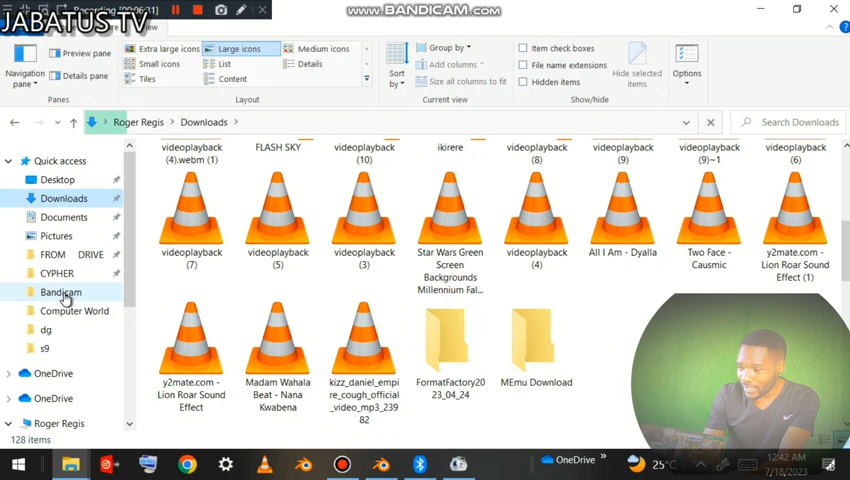 Recording [00:06:31]
www.BANDICAM.com
JABATUS TV
Navigation pane
Preview pane
Details pane
Panes
Extra large icons
Large icons
Medium icons
Small icons
List
Details
Tiles
Content
Layout
Sort by
Group by
Add columns
Size all columns to fit
Current view
Item check boxes
File name extensions
Hidden items
Hide selected items
Show/hide
Options
Roger Regis
Downloads
Search Downloads
Quick access
Desktop
Downloads
Documents
Pictures
FROM DRIVE
CYPHER
Bandicam
Computer World
dg
s9
OneDrive
OneDrive
Roger Regis
128 items
videoplayback
(4).webm (1)
FLASH SKY
videoplayback
(10)
ikirere
videoplayback
(8)
videoplayback
(9)
videoplayback
(9)~1
videoplayback
(6)
videoplayback
(7)
videoplayback
(5)
videoplayback
(3)
Star Wars Green
Screen
Backgrounds
Millennium Fal...
videoplayback
(4)
All I Am - Dyalla
Two Face -
Causmic
y2mate.com -
Lion Roar Sound
Effect (1)
y2mate.com -
Lion Roar Sound
Effect
Madam Wahala
Beat - Nana
Kwabena
kizz_daniel_empi
re_cough_official
_video_mp3_239
82
FormatFactory20
23_04_24
MEmu Download
OneDrive
25°C
12:42 AM
7/18/2023